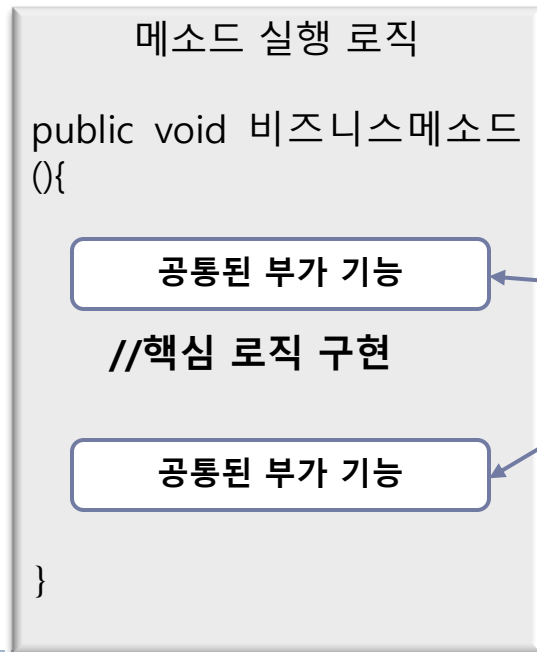 메소드 실행 로직
public void 비즈니스메소드
(){
공통된 부가 기능
//핵심 로직 구현
공통된 부가 기능
}